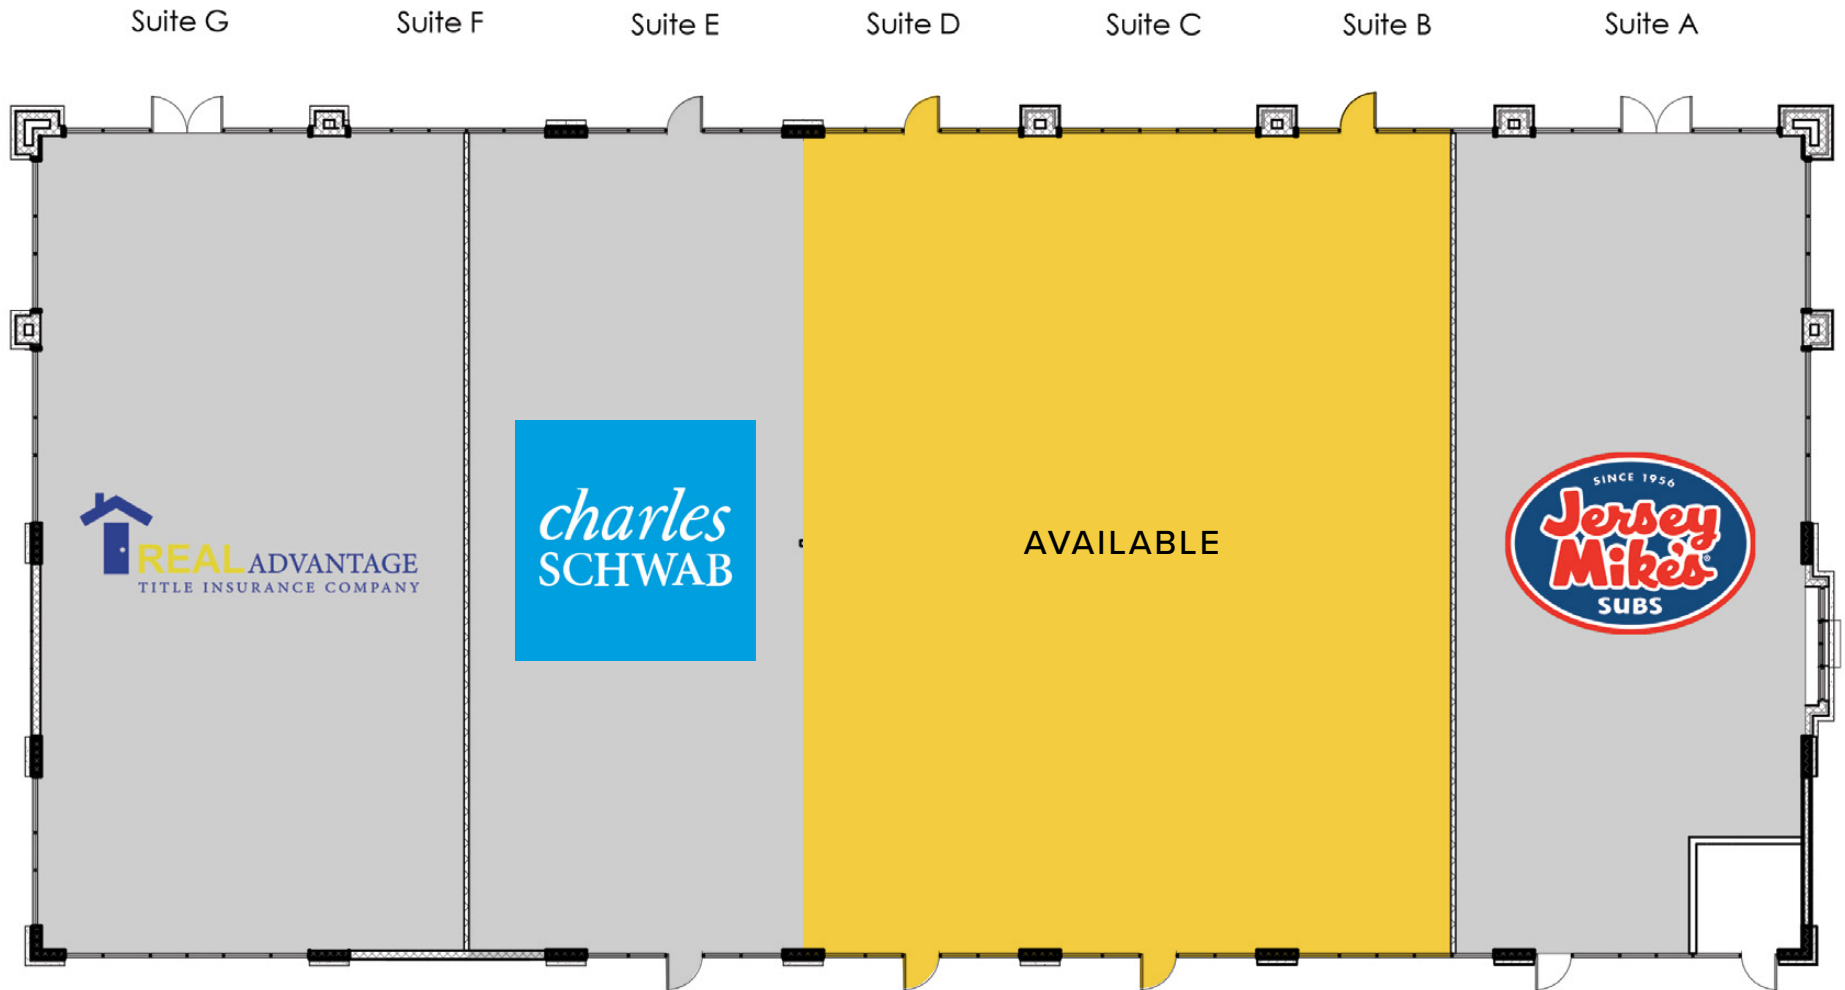 Suite G
Suite F
Suite E
Suite D
Suite C
Suite B
Suite A
REAL ADVANTAGE
TITLE INSURANCE COMPANY
charles
SCHWAB
AVAILABLE
SINCE 1956
Jersey
Mike's®
SUBS